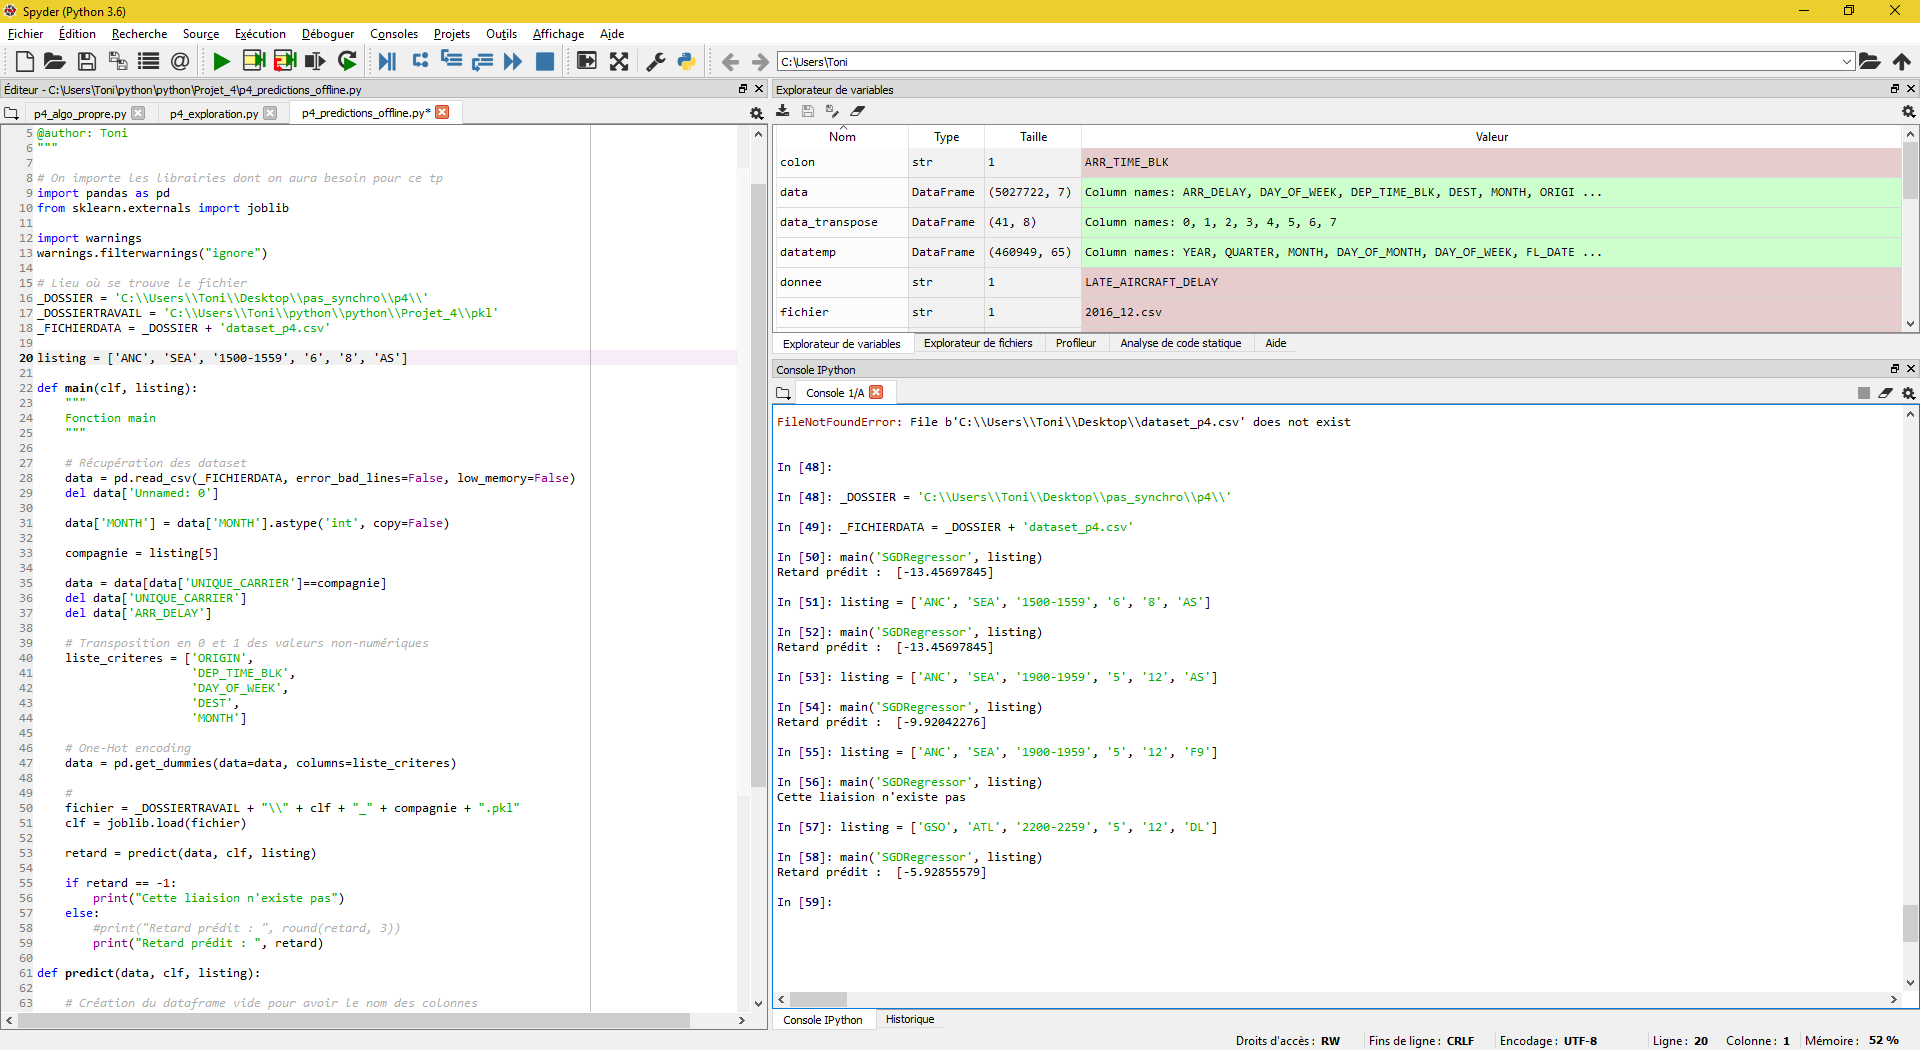 Spyder (Python 3.6)
Fichier Édition Recherche Source Exécution Déboguer Consoles Projets Outils Affichage Aide
C:\Users\Toni
Éditeur - C:\Users\Toni\python\python\Projet_4\p4_predictions_offline.py
p4_algo_propre.py p4_exploration.py p4_predictions_offline.py*
5 @author: Toni
6 """
7
8 # On importe les librairies dont on aura besoin pour ce tp
9 import pandas as pd
10 from sklearn.externals import joblib
11
12 import warnings
13 warnings.filterwarnings("ignore")
14
15 # Lieu où se trouve le fichier
16 _DOSSIER = 'C:\\Users\\Toni\\Desktop\\pas_synchro\\p4\\'
17 _DOSSIERTRAVAIL = 'C:\\Users\\Toni\\python\\python\\Projet_4\\pkl'
18 _FICHIERDATA = _DOSSIER + 'dataset_p4.csv'
19
20 listing = ['ANC', 'SEA', '1500-1559', '6', '8', 'AS']
21
22 def main(clf, listing):
23     """
24     Fonction main
25     """
26
27     # Récupération des dataset
28     data = pd.read_csv(_FICHIERDATA, error_bad_lines=False, low_memory=False)
29     del data['Unnamed: 0']
30
31     data['MONTH'] = data['MONTH'].astype('int', copy=False)
32
33     compagnie = listing[5]
34
35     data = data[data['UNIQUE_CARRIER']==compagnie]
36     del data['UNIQUE_CARRIER']
37     del data['ARR_DELAY']
38
39     # Transposition en 0 et 1 des valeurs non-numériques
40     liste_criteres = ['ORIGIN',
41                       'DEP_TIME_BLK',
42                       'DAY_OF_WEEK',
43                       'DEST',
44                       'MONTH']
45
46     # One-Hot encoding
47     data = pd.get_dummies(data=data, columns=liste_criteres)
48
49     #
50     fichier = _DOSSIERTRAVAIL + "\\" + clf + "_" + compagnie + ".pkl"
51     clf = joblib.load(fichier)
52
53     retard = predict(data, clf, listing)
54
55     if retard == -1:
56         print("Cette liaision n'existe pas")
57     else:
58         #print("Retard prédit : ", round(retard, 3))
59         print("Retard prédit : ", retard)
60
61 def predict(data, clf, listing):
62
63     # Création du dataframe vide pour avoir le nom des colonnes
Explorateur de variables
Nom Type Taille Valeur
colon str 1 ARR_TIME_BLK
data DataFrame (5027722, 7) Column names: ARR_DELAY, DAY_OF_WEEK, DEP_TIME_BLK, DEST, MONTH, ORIGI ...
data_transpose DataFrame (41, 8) Column names: 0, 1, 2, 3, 4, 5, 6, 7
datatemp DataFrame (460949, 65) Column names: YEAR, QUARTER, MONTH, DAY_OF_MONTH, DAY_OF_WEEK, FL_DATE ...
donnee str 1 LATE_AIRCRAFT_DELAY
fichier str 1 2016_12.csv
Explorateur de variables Explorateur de fichiers Profileur Analyse de code statique Aide
Console IPython
Console 1/A
FileNotFoundError: File b'C:\\Users\\Toni\\Desktop\\dataset_p4.csv' does not exist
In [48]:
In [48]: _DOSSIER = 'C:\\Users\\Toni\\Desktop\\pas_synchro\\p4\\'
In [49]: _FICHIERDATA = _DOSSIER + 'dataset_p4.csv'
In [50]: main('SGDRegressor', listing)
Retard prédit :  [-13.45697845]
In [51]: listing = ['ANC', 'SEA', '1500-1559', '6', '8', 'AS']
In [52]: main('SGDRegressor', listing)
Retard prédit :  [-13.45697845]
In [53]: listing = ['ANC', 'SEA', '1900-1959', '5', '12', 'AS']
In [54]: main('SGDRegressor', listing)
Retard prédit :  [-9.92042276]
In [55]: listing = ['ANC', 'SEA', '1900-1959', '5', '12', 'F9']
In [56]: main('SGDRegressor', listing)
Cette liaision n'existe pas
In [57]: listing = ['GSO', 'ATL', '2200-2259', '5', '12', 'DL']
In [58]: main('SGDRegressor', listing)
Retard prédit :  [-5.92855579]
In [59]:
Console IPython Historique
Droits d'accès : RW Fins de ligne : CRLF Encodage : UTF-8 Ligne : 20 Colonne : 1 Mémoire : 52 %